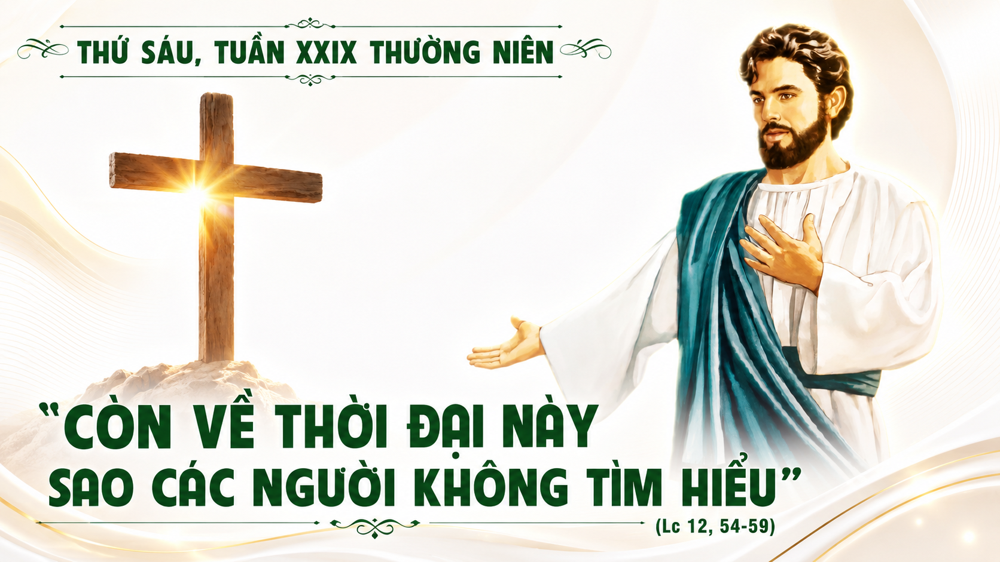 THỨ SÁU, TUẦN XXIX THƯỜNG NIÊN
“CÒN VỀ THỜI ĐẠI NÀY
SAO CÁC NGƯỜI KHÔNG TÌM HIỂU”
(Lc 12, 54-59)